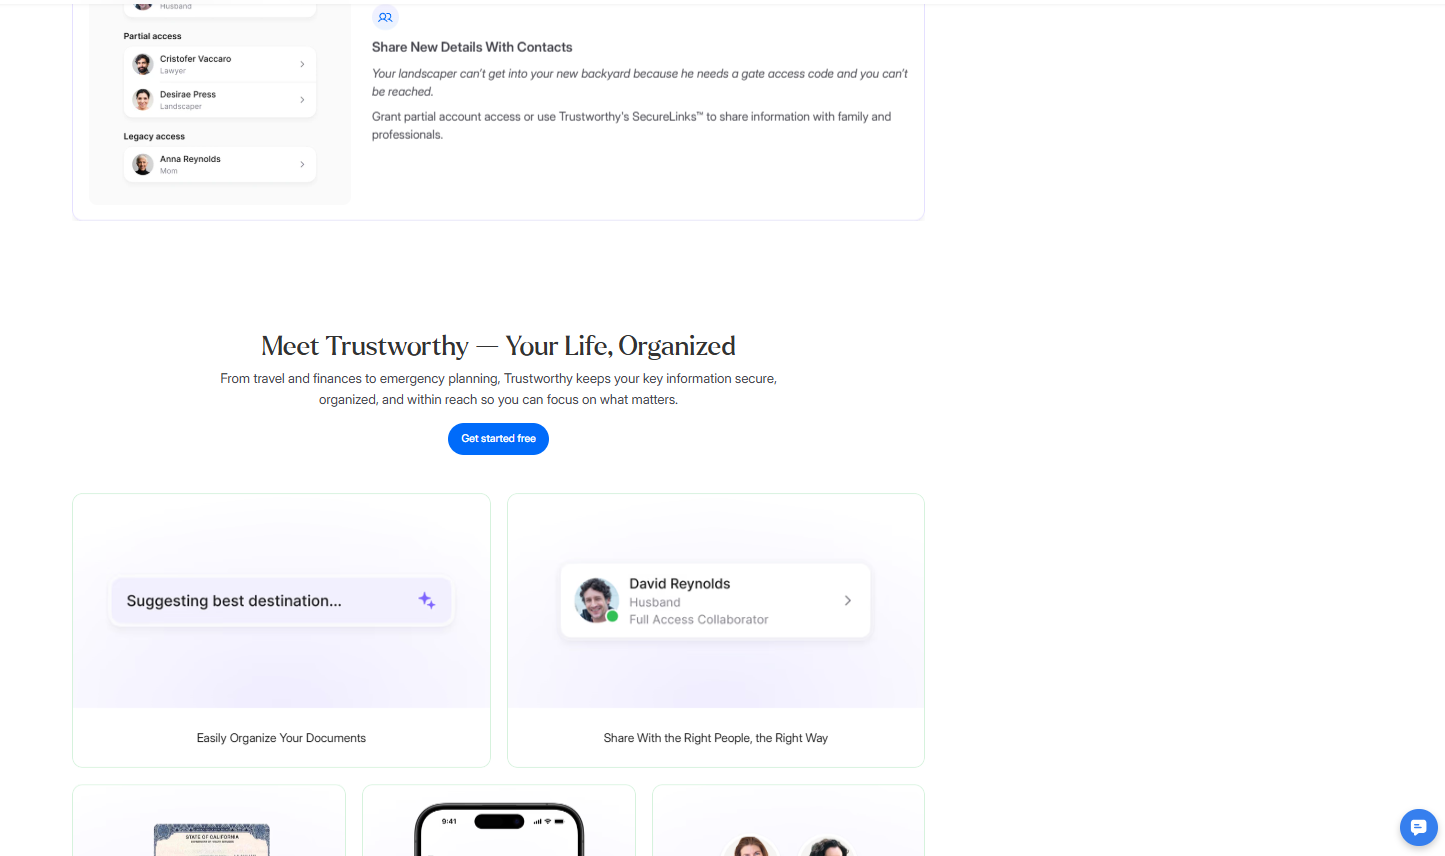 Husband
Partial access
Cristofer Vaccaro
Lawyer
Desirae Press
Landscaper
Legacy access
Anna Reynolds
Mom
Share New Details With Contacts
Your landscaper can't get into your new backyard because he needs a gate access code and you can't
be reached.
Grant partial account access or use Trustworthy's SecureLinks™ to share information with family and
professionals.
Meet Trustworthy — Your Life, Organized
From travel and finances to emergency planning, Trustworthy keeps your key information secure,
organized, and within reach so you can focus on what matters.
Get started free
Suggesting best destination...
David Reynolds
Husband
Full Access Collaborator
Easily Organize Your Documents
Share With the Right People, the Right Way
STATE OF CALIFORNIA
9:41